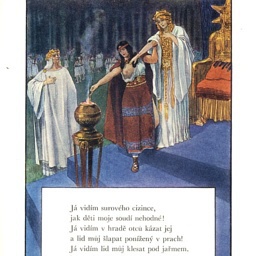 Já vidím surového cizince,
jak děti moje soudí nehodné!
Já vidím v hradě otců kázat jej
a lid můj šlapat ponížený v prach!
Já vidím lid můj klesat pod jařmem.